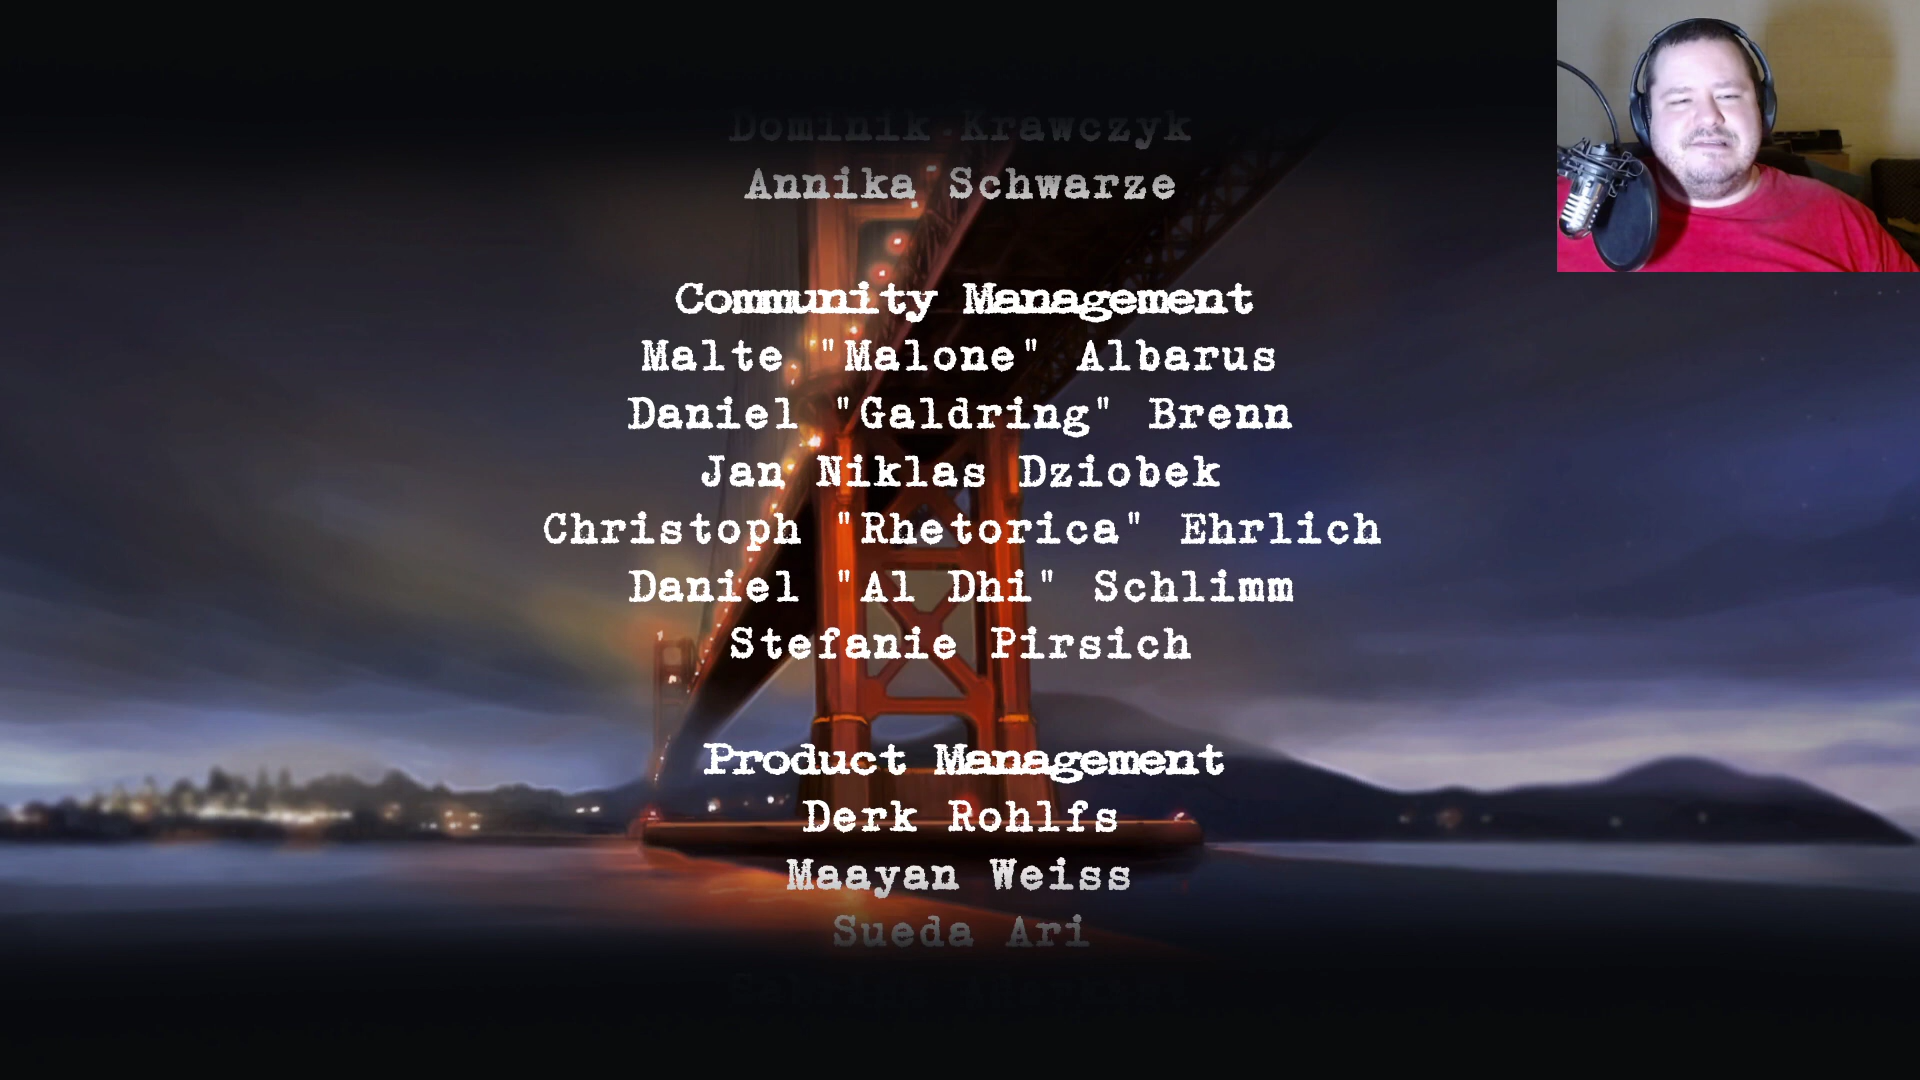 Dominik Krawczyk
Annika Schwarze
Community Management
Malte "Malone" Albarus
Daniel "Galdring" Brenn
Jan Niklas Dziobek
Christoph "Rhetorica" Ehrlich
Daniel "Al Dhi" Schlimm
Stefanie Pirsich
Product Management
Derk Rohlfs
Maayan Weiss
Sueda Ari